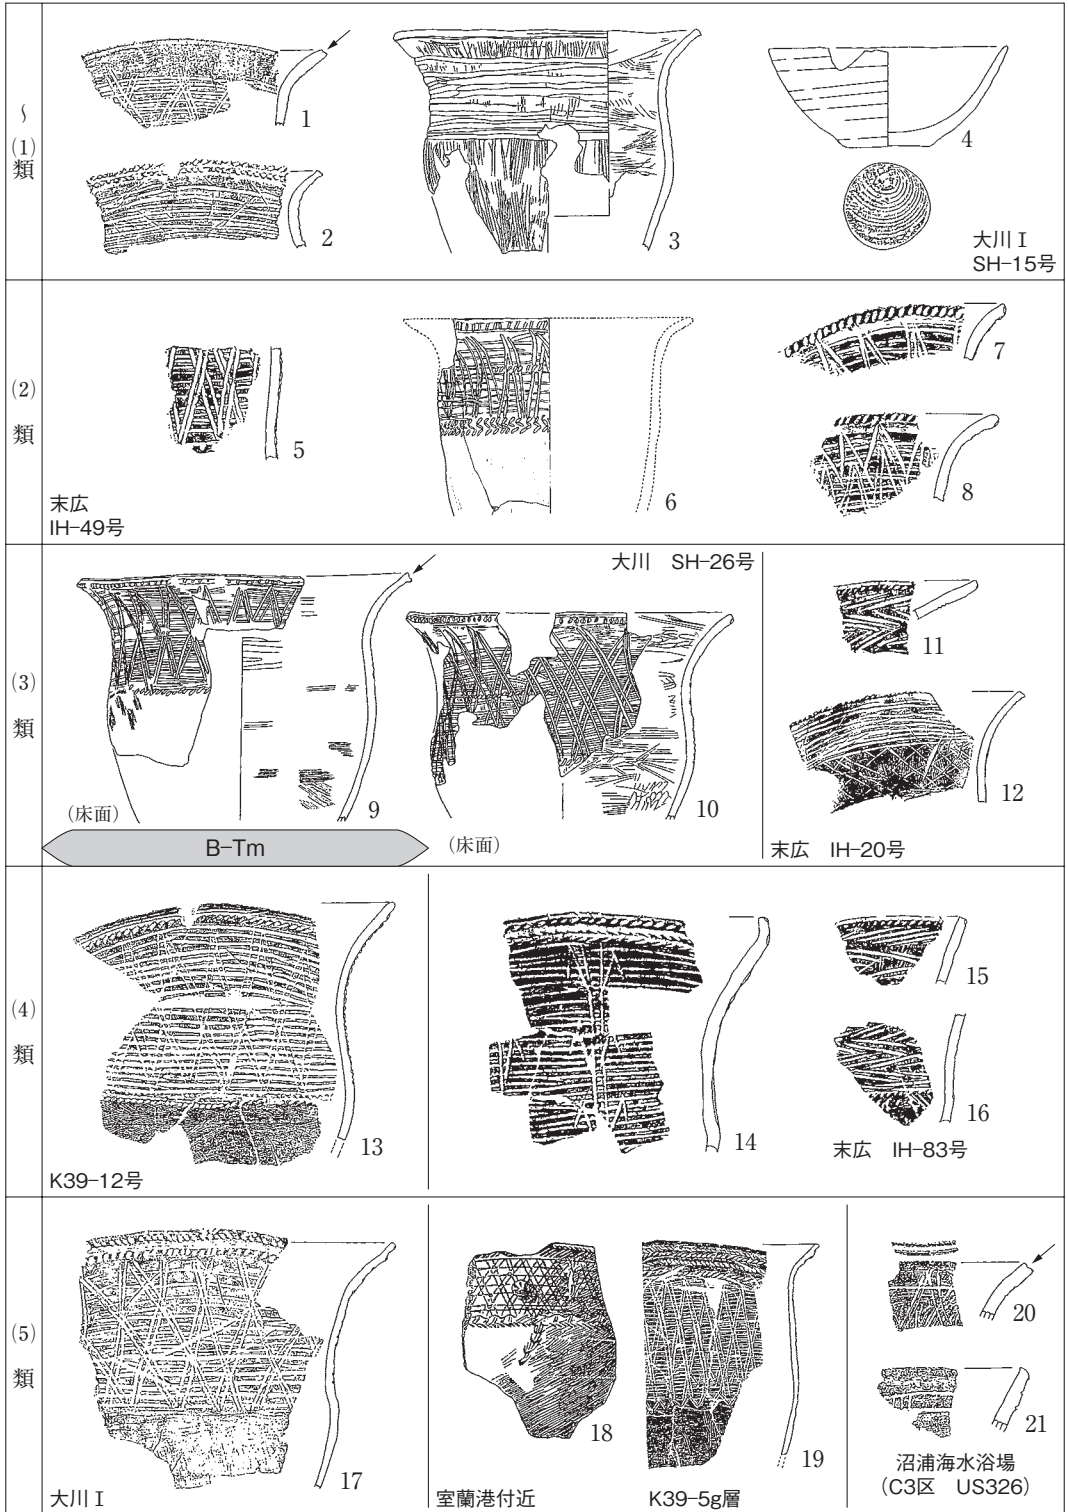 ～
(1)
類
1
2
3
4
大川Ⅰ
SH-15号
(2)
類
5
6
7
8
末広
IH-49号
(3)
類
大川　SH-26号
9
10
11
12
(床面)
(床面)
B-Tm
末広　IH-20号
(4)
類
13
14
15
16
K39-12号
末広　IH-83号
(5)
類
17
18
19
20
21
大川Ⅰ
室蘭港付近
K39-5g層
沼浦海水浴場
(C3区　US326)